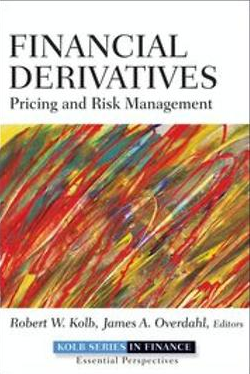 FINANCIAL
DERIVATIVES
Pricing and Risk Management
Robert W. Kolb, James A. Overdahl, Editors
KOLB SERIES IN FINANCE
Essential Perspectives